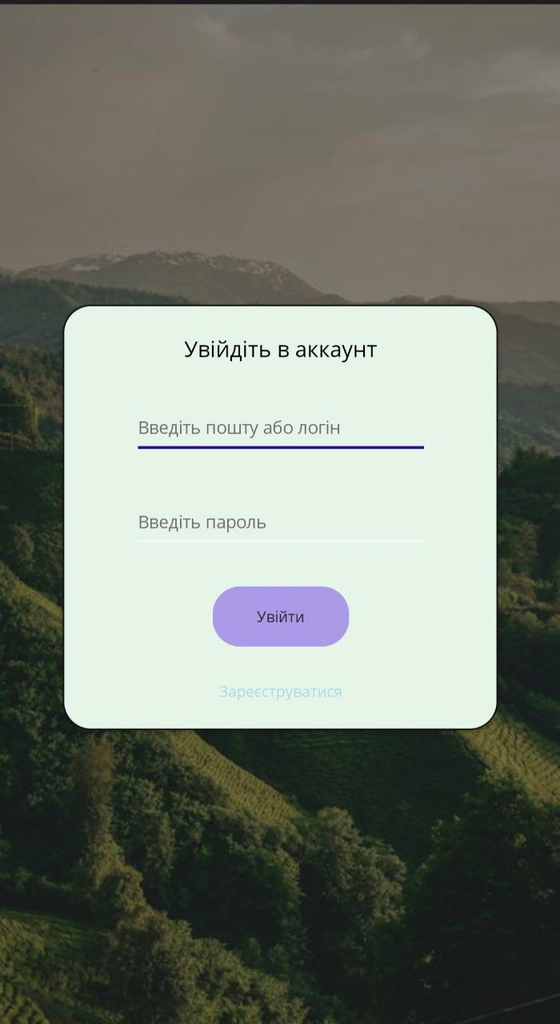 Увійдіть в аккаунт
Введіть пошту або логін
Введіть пароль
Увійти
Зареєструватися